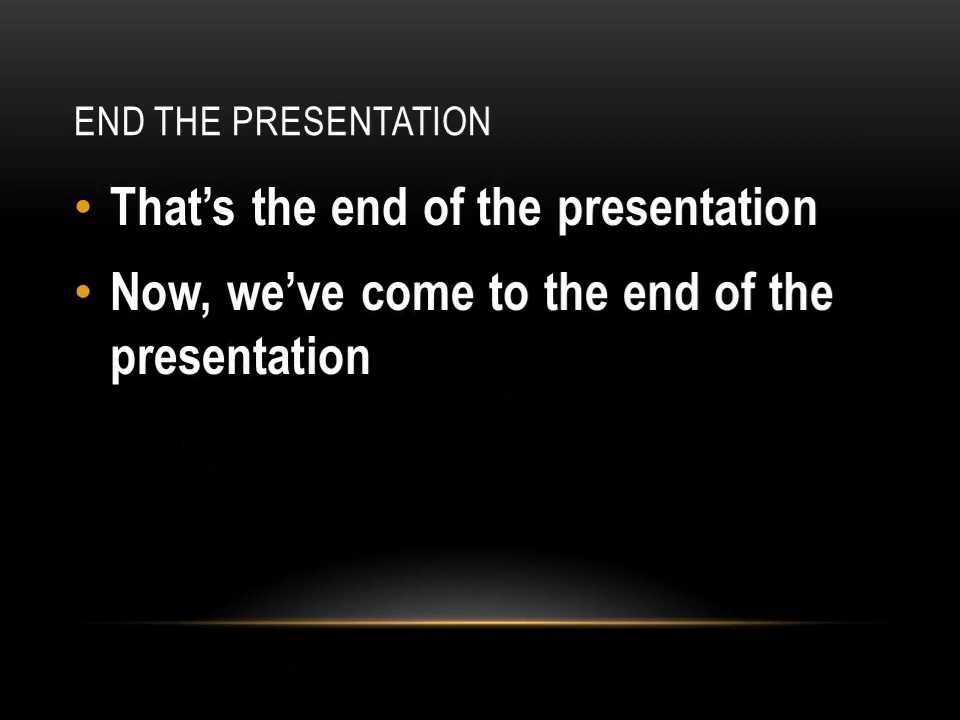 END THE PRESENTATION
• That’s the end of the presentation
• Now, we’ve come to the end of the
presentation